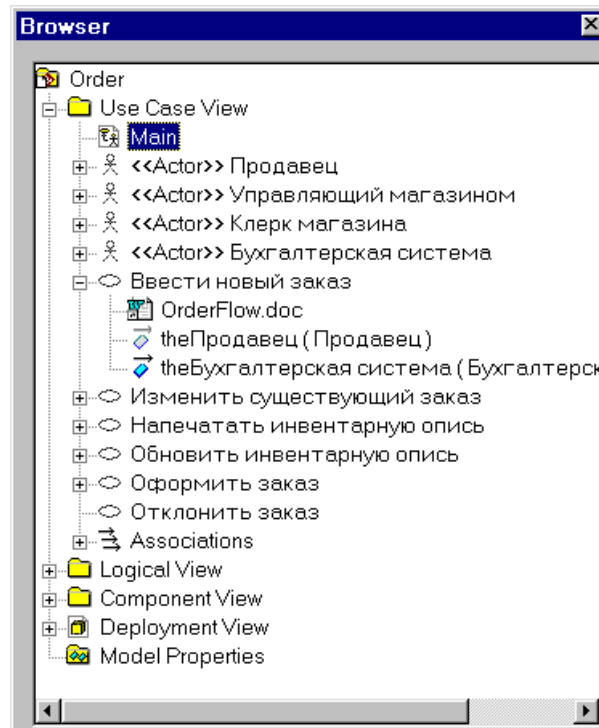 Browser
Order
Use Case View
Main
<<Actor>> Продавец
<<Actor>> Управляющий магазином
<<Actor>> Клерк магазина
<<Actor>> Бухгалтерская система
Ввести новый заказ
OrderFlow.doc
theПродавец ( Продавец )
theБухгалтерская система ( Бухгалтерск
Изменить существующий заказ
Напечатать инвентарную опись
Обновить инвентарную опись
Оформить заказ
Отклонить заказ
Associations
Logical View
Component View
Deployment View
Model Properties